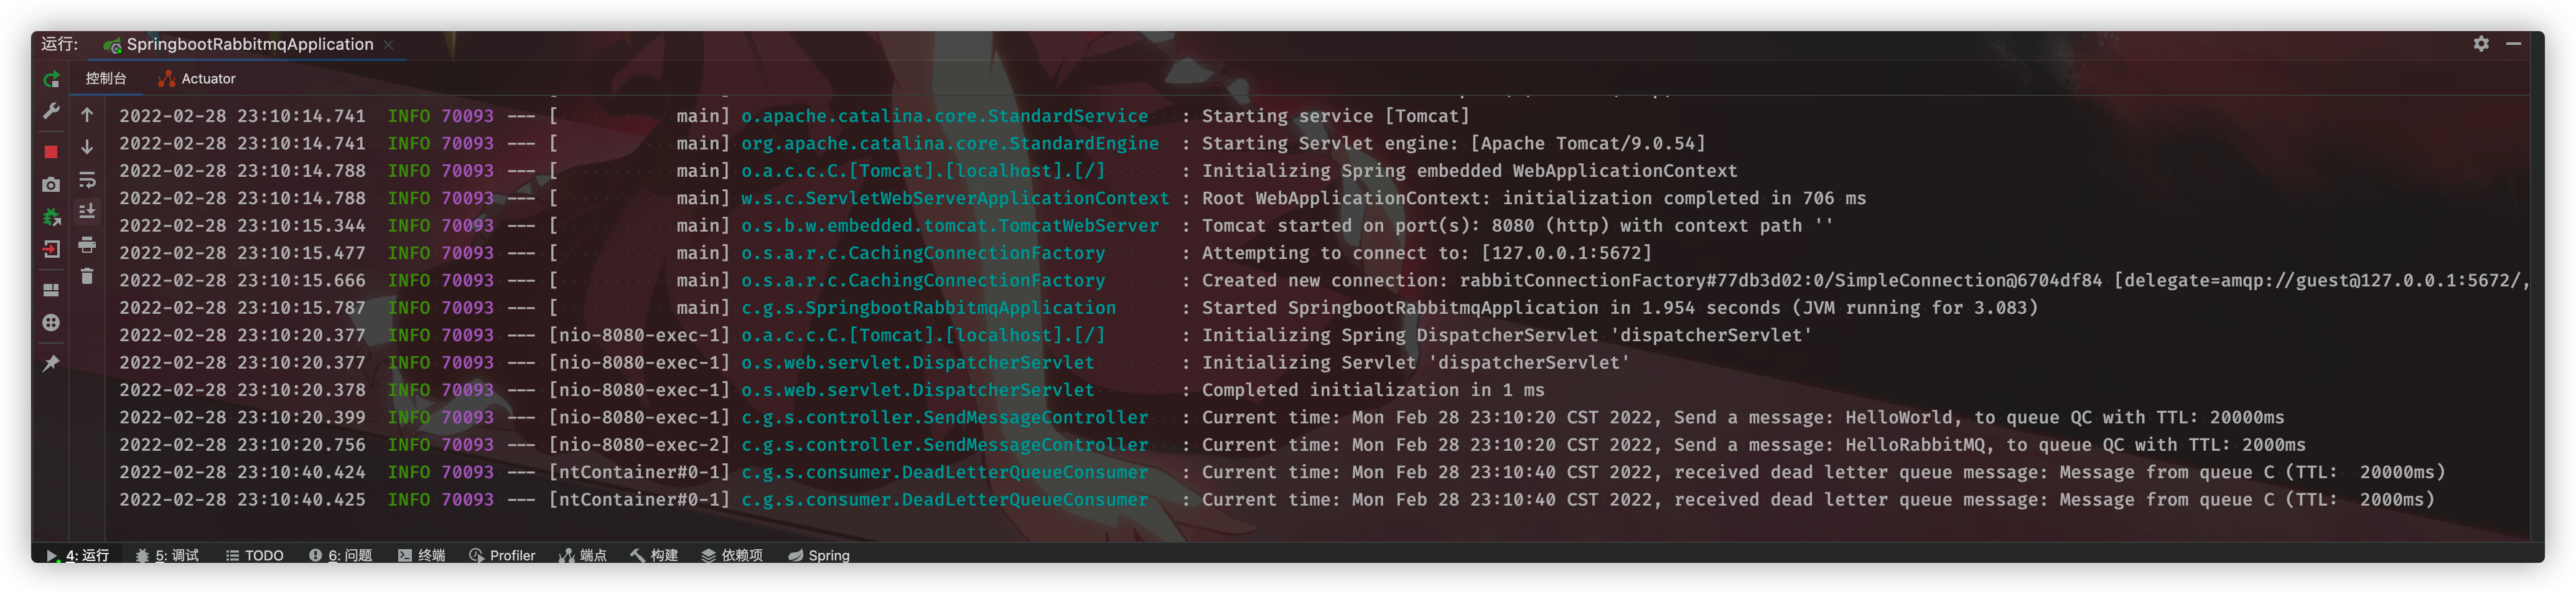 运行: SpringbootRabbitmqApplication ×
控制台 Actuator
2022-02-28 23:10:14.741 INFO 70093 --- [ main] o.apache.catalina.core.StandardService : Starting service [Tomcat]
2022-02-28 23:10:14.741 INFO 70093 --- [ main] org.apache.catalina.core.StandardEngine : Starting Servlet engine: [Apache Tomcat/9.0.54]
2022-02-28 23:10:14.788 INFO 70093 --- [ main] o.a.c.c.C.[Tomcat].[localhost].[/] : Initializing Spring embedded WebApplicationContext
2022-02-28 23:10:14.788 INFO 70093 --- [ main] w.s.c.ServletWebServerApplicationContext : Root WebApplicationContext: initialization completed in 706 ms
2022-02-28 23:10:15.344 INFO 70093 --- [ main] o.s.b.w.embedded.tomcat.TomcatWebServer : Tomcat started on port(s): 8080 (http) with context path ''
2022-02-28 23:10:15.477 INFO 70093 --- [ main] o.s.a.r.c.CachingConnectionFactory : Attempting to connect to: [127.0.0.1:5672]
2022-02-28 23:10:15.666 INFO 70093 --- [ main] o.s.a.r.c.CachingConnectionFactory : Created new connection: rabbitConnectionFactory#77db3d02:0/SimpleConnection@6704df84 [delegate=amqp://guest@127.0.0.1:5672/,
2022-02-28 23:10:15.787 INFO 70093 --- [ main] c.g.s.SpringbootRabbitmqApplication : Started SpringbootRabbitmqApplication in 1.954 seconds (JVM running for 3.083)
2022-02-28 23:10:20.377 INFO 70093 --- [nio-8080-exec-1] o.a.c.c.C.[Tomcat].[localhost].[/] : Initializing Spring DispatcherServlet 'dispatcherServlet'
2022-02-28 23:10:20.377 INFO 70093 --- [nio-8080-exec-1] o.s.web.servlet.DispatcherServlet : Initializing Servlet 'dispatcherServlet'
2022-02-28 23:10:20.378 INFO 70093 --- [nio-8080-exec-1] o.s.web.servlet.DispatcherServlet : Completed initialization in 1 ms
2022-02-28 23:10:20.399 INFO 70093 --- [nio-8080-exec-1] c.g.s.controller.SendMessageController : Current time: Mon Feb 28 23:10:20 CST 2022, Send a message: HelloWorld, to queue QC with TTL: 20000ms
2022-02-28 23:10:20.756 INFO 70093 --- [nio-8080-exec-2] c.g.s.controller.SendMessageController : Current time: Mon Feb 28 23:10:20 CST 2022, Send a message: HelloRabbitMQ, to queue QC with TTL: 2000ms
2022-02-28 23:10:40.424 INFO 70093 --- [ntContainer#0-1] c.g.s.consumer.DeadLetterQueueConsumer : Current time: Mon Feb 28 23:10:40 CST 2022, received dead letter queue message: Message from queue C (TTL: 20000ms)
2022-02-28 23:10:40.425 INFO 70093 --- [ntContainer#0-1] c.g.s.consumer.DeadLetterQueueConsumer : Current time: Mon Feb 28 23:10:40 CST 2022, received dead letter queue message: Message from queue C (TTL: 2000ms)
4: 运行 5: 调试 TODO 6: 问题 终端 Profiler 端点 构建 依赖项 Spring